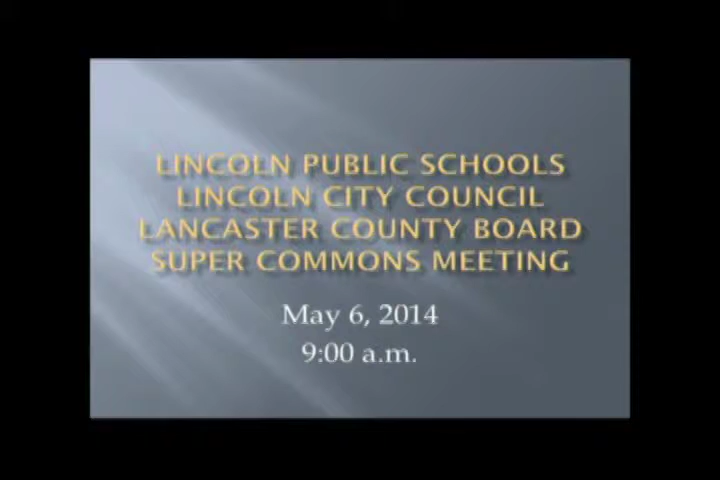 LINCOLN PUBLIC SCHOOLS
LINCOLN CITY COUNCIL
LANCASTER COUNTY BOARD
SUPER COMMONS MEETING
May 6, 2014
9:00 a.m.